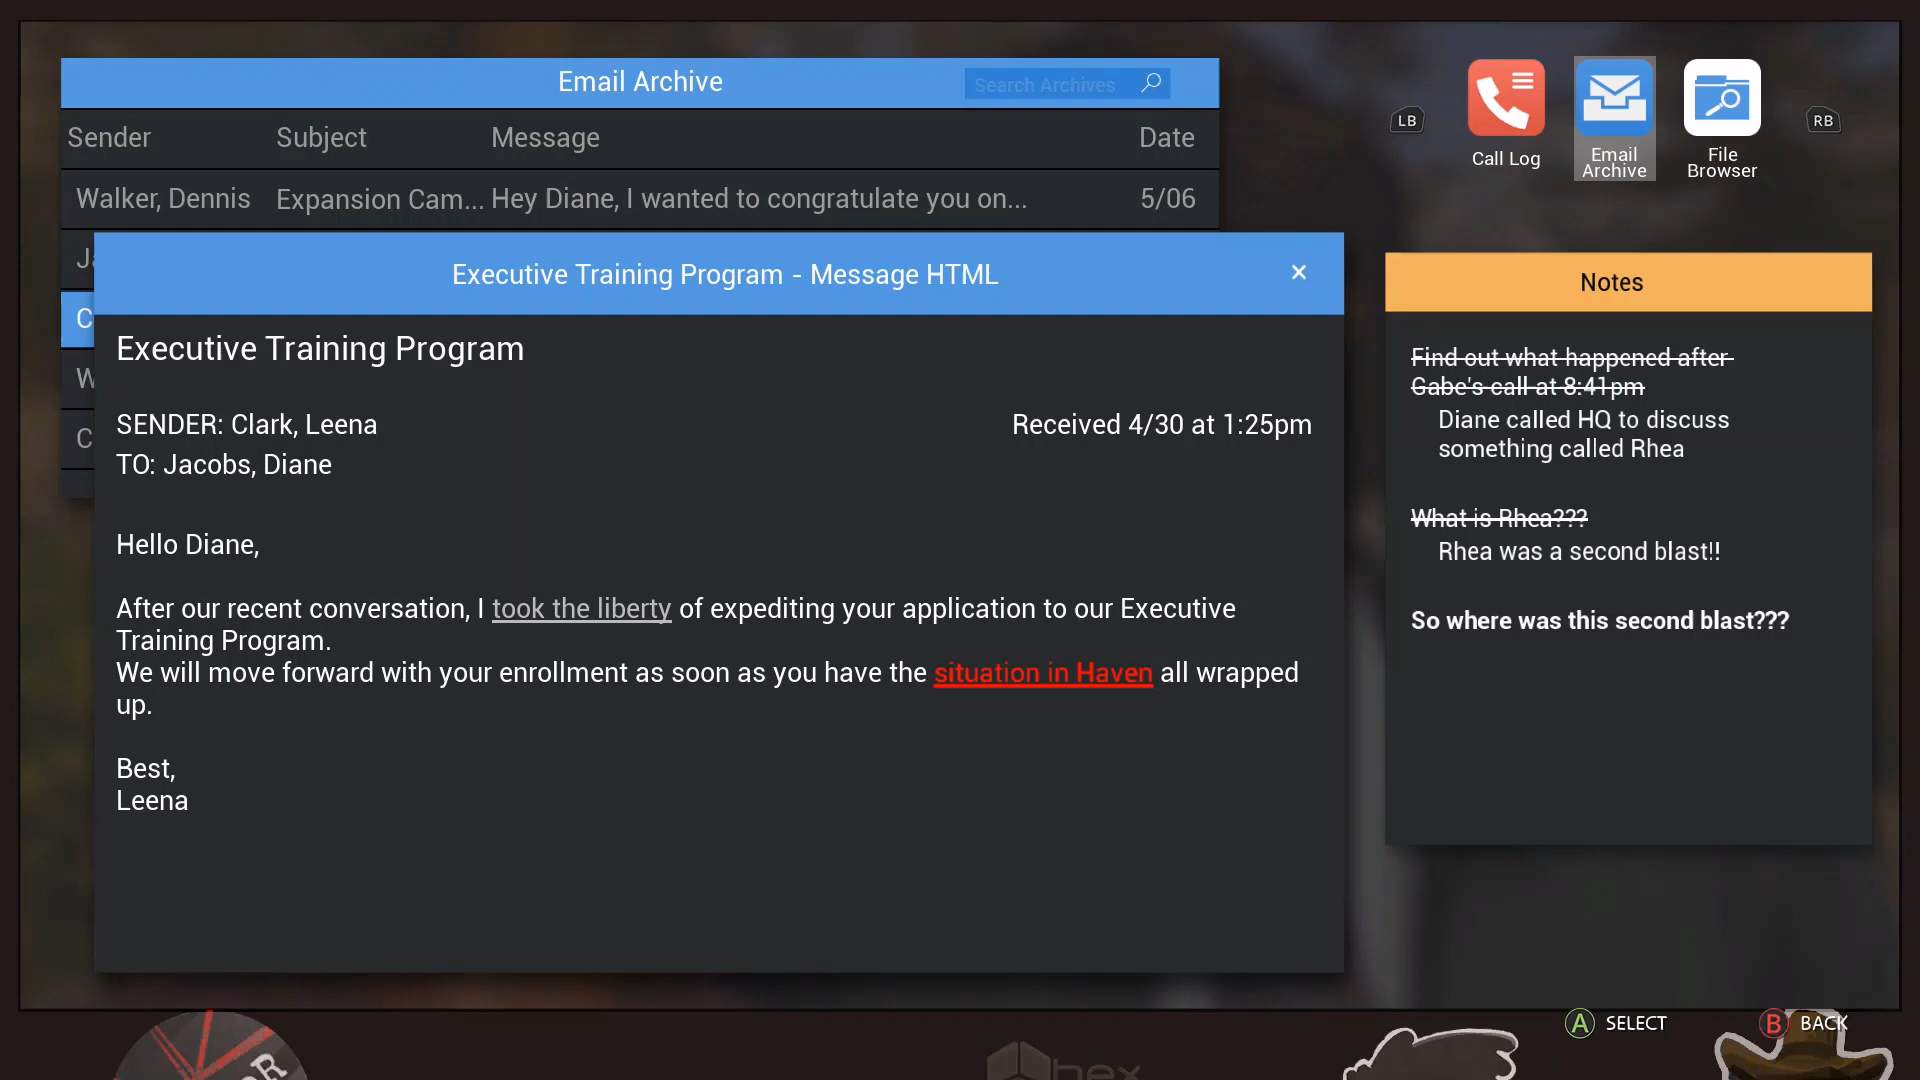 Email Archive
Search Archives
Sender Subject Message Date
Walker, Dennis Expansion Cam... Hey Diane, I wanted to congratulate you on... 5/06
Executive Training Program - Message HTML
Executive Training Program
SENDER: Clark, Leena Received 4/30 at 1:25pm
TO: Jacobs, Diane
Hello Diane,
After our recent conversation, I took the liberty of expediting your application to our Executive
Training Program.
We will move forward with your enrollment as soon as you have the situation in Haven all wrapped
up.
Best,
Leena
LB
Call Log
Email
Archive
File
Browser
RB
Notes
Find out what happened after
Gabe's call at 8:41pm
Diane called HQ to discuss
something called Rhea
What is Rhea???
Rhea was a second blast!!
So where was this second blast???
A SELECT
B BACK
hex